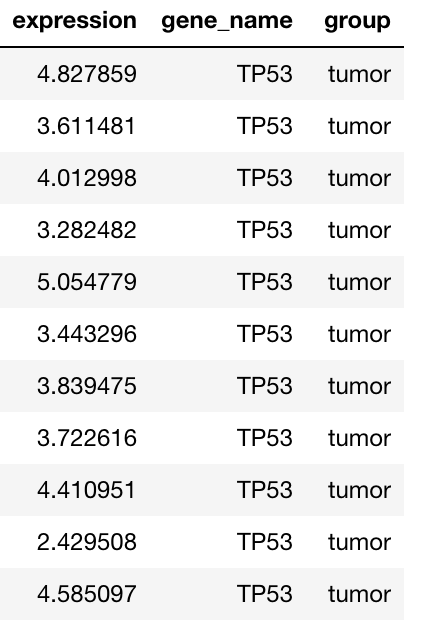 expression gene_name group
4.827859 TP53 tumor
3.611481 TP53 tumor
4.012998 TP53 tumor
3.282482 TP53 tumor
5.054779 TP53 tumor
3.443296 TP53 tumor
3.839475 TP53 tumor
3.722616 TP53 tumor
4.410951 TP53 tumor
2.429508 TP53 tumor
4.585097 TP53 tumor